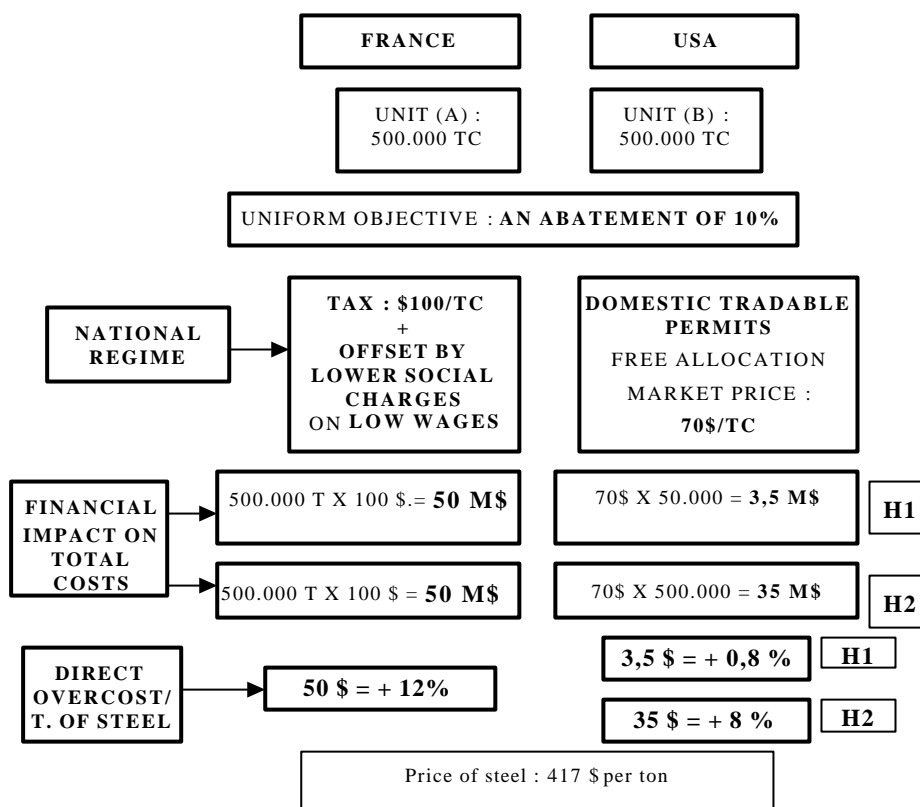 FRANCE
USA
UNIT (A) :
500.000 TC
UNIT (B) :
500.000 TC
UNIFORM OBJECTIVE : AN ABATEMENT OF 10%
NATIONAL
REGIME
TAX : $100/TC
+
OFFSET BY
LOWER SOCIAL
CHARGES
ON LOW WAGES
DOMESTIC TRADABLE
PERMITS
FREE ALLOCATION
MARKET PRICE :
70$/TC
FINANCIAL
IMPACT ON
TOTAL
COSTS
500.000 T X 100 $.= 50 M$
70$ X 50.000 = 3,5 M$
H1
500.000 T X 100 $ = 50 M$
70$ X 500.000 = 35 M$
H2
DIRECT
OVERCOST/
T. OF STEEL
50 $ = + 12%
3,5 $ = + 0,8 %
H1
35 $ = + 8 %
H2
Price of steel : 417 $ per ton